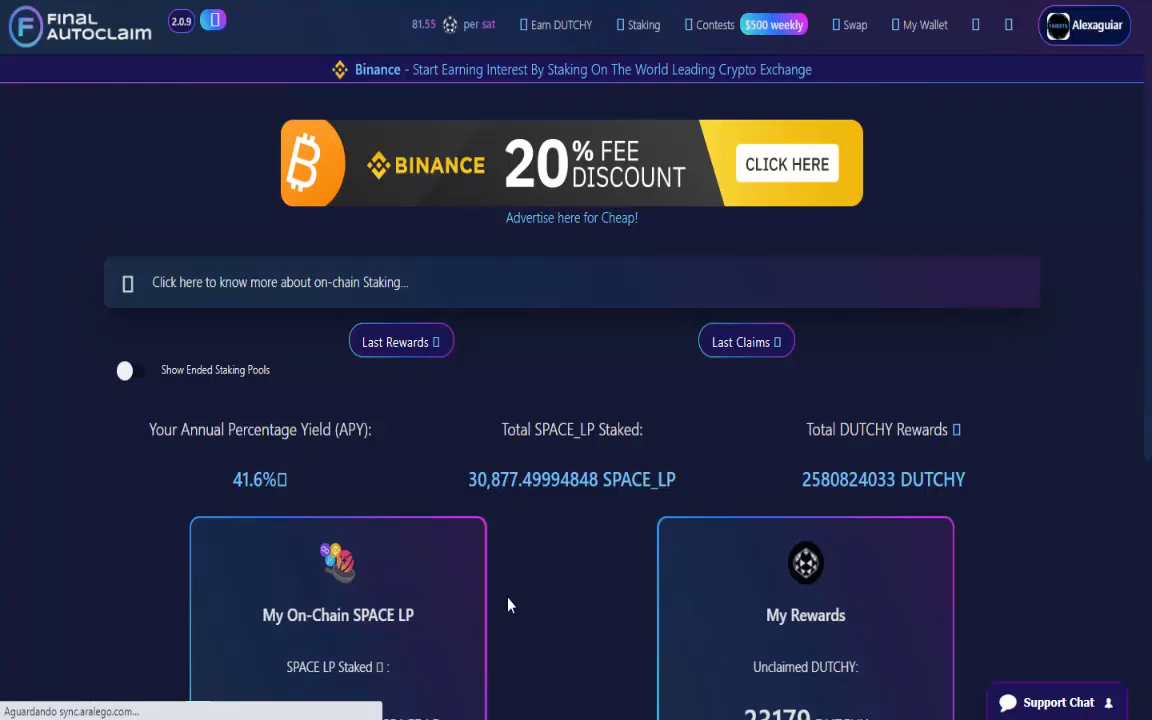 FINAL
AUTOCLAIM
2.0.9
81.55 per sat
Earn DUTCHY
Staking
Contests
$500 weekly
Swap
My Wallet
Alexaguiar
Binance - Start Earning Interest By Staking On The World Leading Crypto Exchange
BINANCE
20% FEE
DISCOUNT
CLICK HERE
Advertise here for Cheap!
Click here to know more about on-chain Staking...
Last Rewards
Last Claims
Show Ended Staking Pools
Your Annual Percentage Yield (APY):
Total SPACE_LP Staked:
Total DUTCHY Rewards
41.6%
30,877.49994848 SPACE_LP
2580824033 DUTCHY
My On-Chain SPACE LP
My Rewards
SPACE LP Staked :
Unclaimed DUTCHY:
23179 DUTCHY
Support Chat
Aguardando sync.aralego.com...